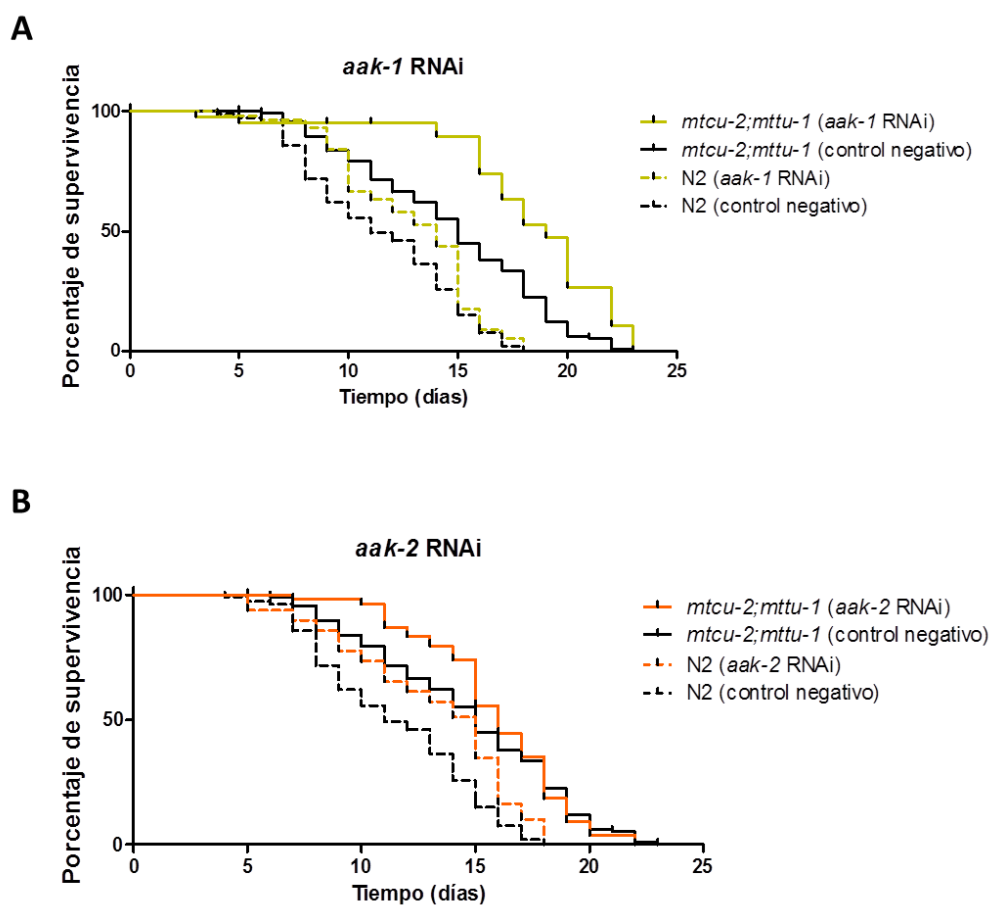 A
aak-1 RNAi
Porcentaje de supervivencia
100
50
0
0 5 10 15 20 25
Tiempo (días)
mtcu-2;mttu-1 (aak-1 RNAi)
mtcu-2;mttu-1 (control negativo)
N2 (aak-1 RNAi)
N2 (control negativo)
B
aak-2 RNAi
Porcentaje de supervivencia
100
50
0
0 5 10 15 20 25
Tiempo (días)
mtcu-2;mttu-1 (aak-2 RNAi)
mtcu-2;mttu-1 (control negativo)
N2 (aak-2 RNAi)
N2 (control negativo)